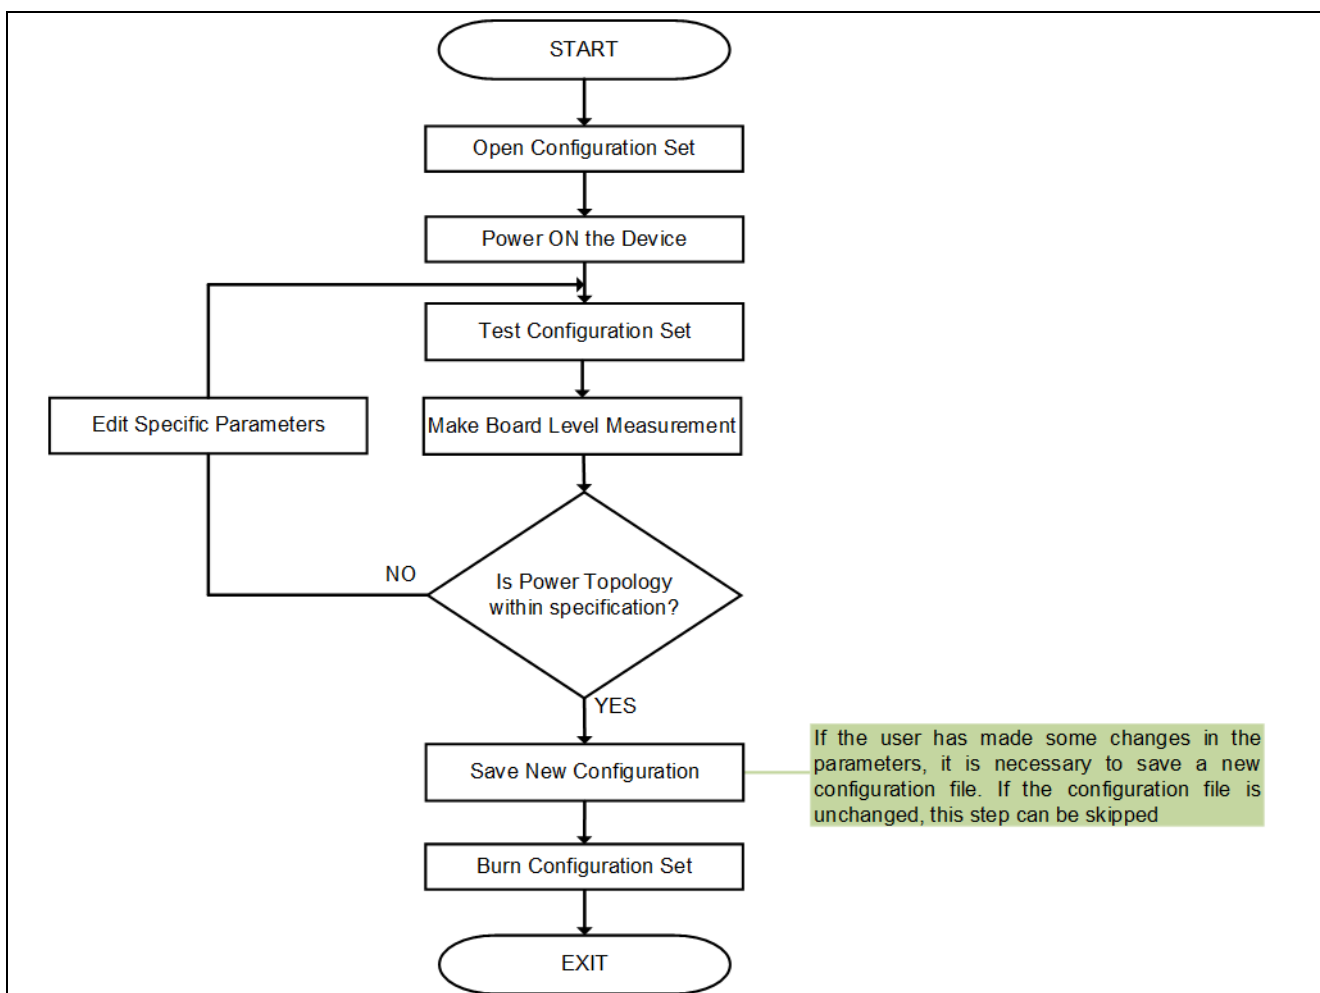 START
Open Configuration Set
Power ON the Device
Test Configuration Set
Edit Specific Parameters
Make Board Level Measurement
NO
Is Power Topology
within specification?
YES
Save New Configuration
If the user has made some changes in the
parameters, it is necessary to save a new
configuration file. If the configuration file is
unchanged, this step can be skipped
Burn Configuration Set
EXIT